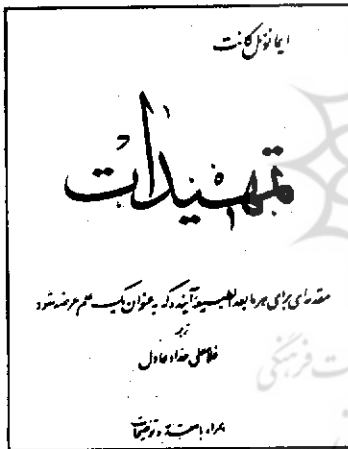 ایمانوئل کانت
تمهیدات
مقدمه‌ای برای هر مابعدالطبیعه آینده که به عنوان یک علم عرضه شود
ترجمه
غلامعلی حداد عادل
همراه با مقدمه و توضیحات
ت فرهنگی